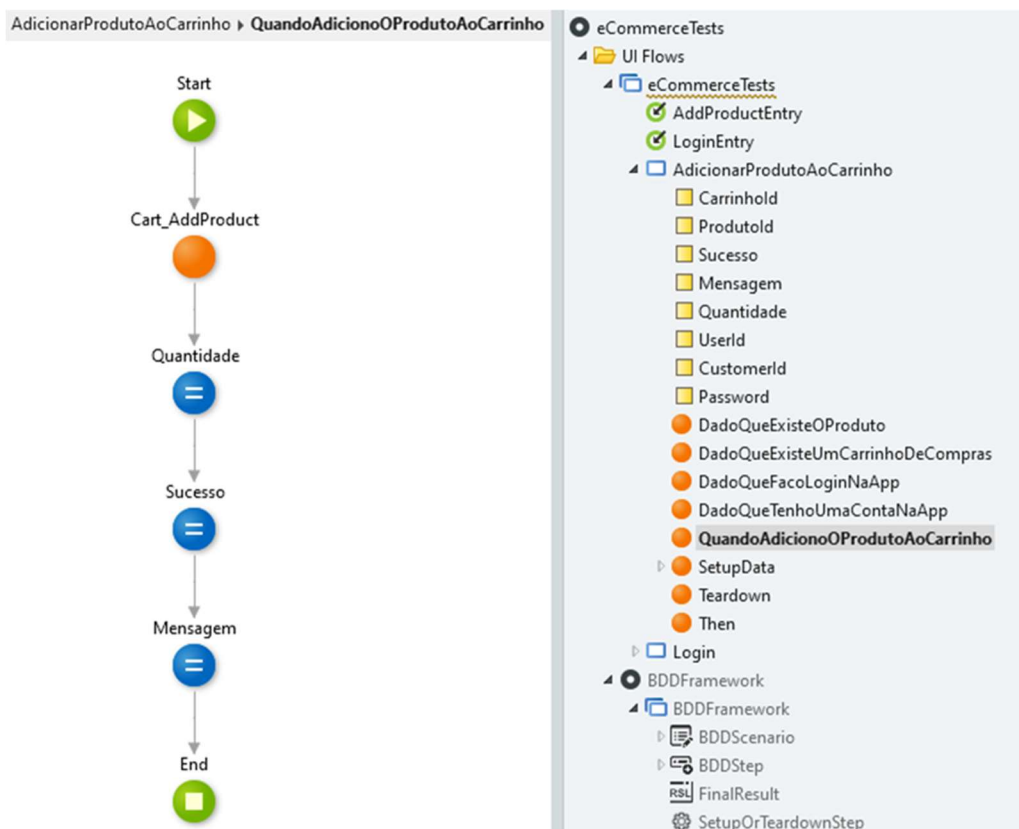 AdicionarProdutoAoCarrinho ▸ QuandoAdicionoOProdutoAoCarrinho
Start
Cart_AddProduct
Quantidade
Sucesso
Mensagem
End
eCommerceTests
UI Flows
eCommerceTests
AddProductEntry
LoginEntry
AdicionarProdutoAoCarrinho
CarrinhoId
ProdutoId
Sucesso
Mensagem
Quantidade
UserId
CustomerId
Password
DadoQueExisteOProduto
DadoQueExisteUmCarrinhoDeCompras
DadoQueFacoLoginNaApp
DadoQueTenhoUmaContaNaApp
QuandoAdicionoOProdutoAoCarrinho
SetupData
Teardown
Then
Login
BDDFramework
BDDFramework
BDDScenario
BDDStep
RSL FinalResult
SetupOrTeardownStep